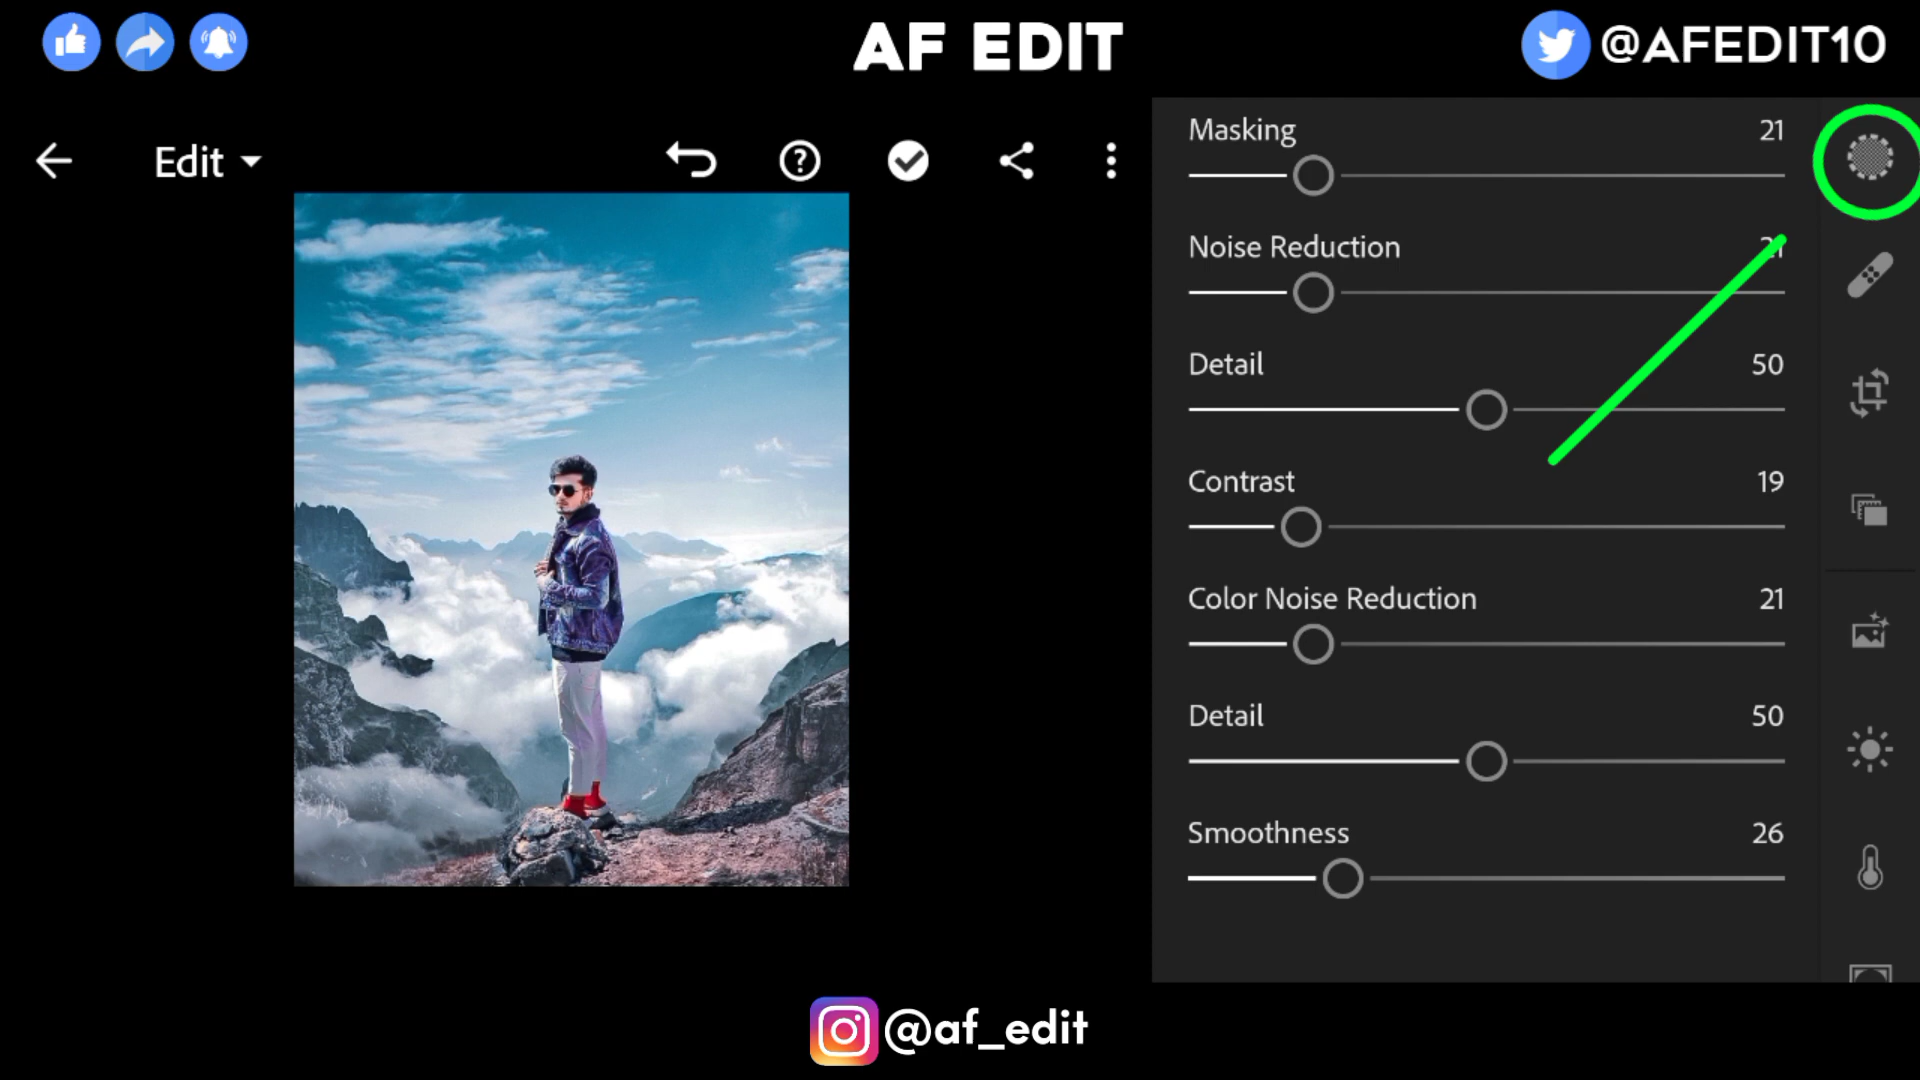 AF EDIT
@AFEDIT10
Edit
Masking 21
Noise Reduction 21
Detail 50
Contrast 19
Color Noise Reduction 21
Detail 50
Smoothness 26
@af_edit